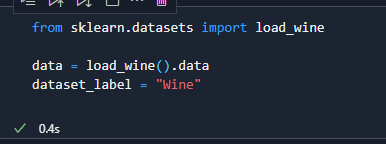 from sklearn.datasets import load_wine
data = load_wine().data
dataset_label = "Wine"
0.4s